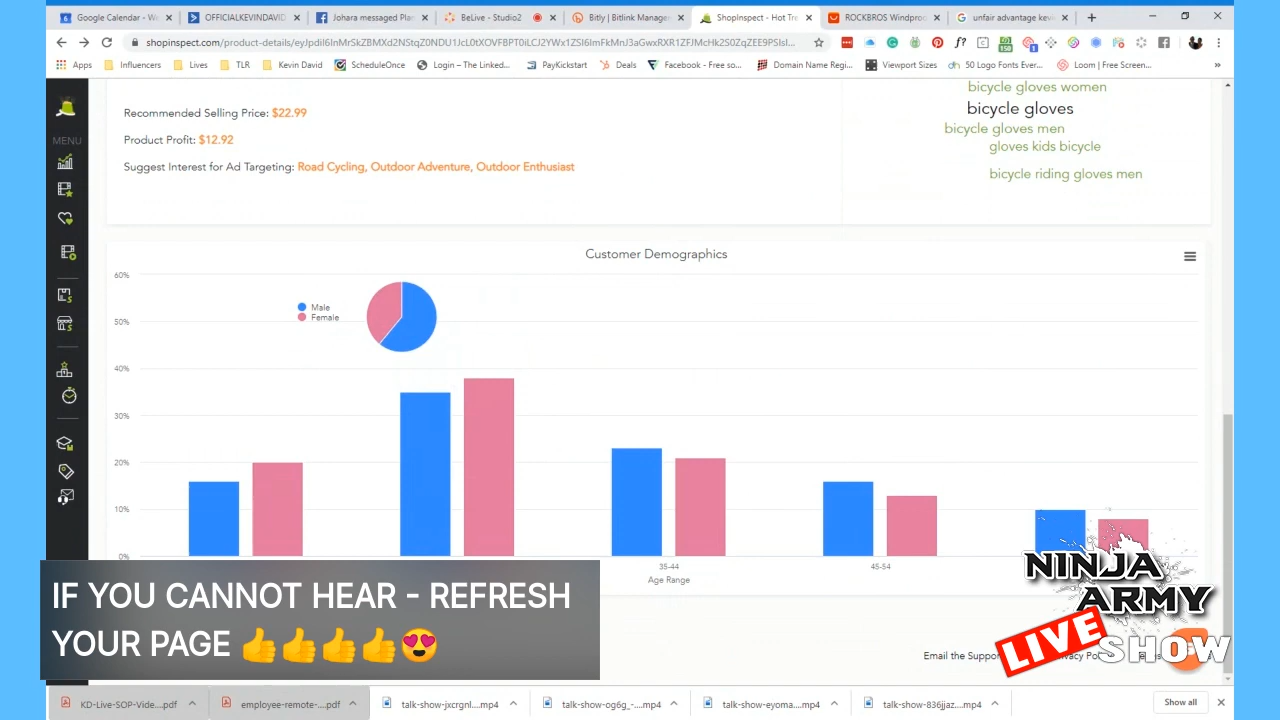 Google Calendar - We
OFFICIALKEVINDAVID
Johara messaged Pla
BeLive - Studio2
Bitly | Bitlink Manage
ShopInspect - Hot Tre
ROCKBROS Windproo
unfair advantage kevi
shopinspect.com/product-details/
Apps
Influencers
Lives
TLR
Kevin David
ScheduleOnce
Login – The Linked...
PayKickstart
Deals
Facebook - Free so...
Domain Name Regi...
Viewport Sizes
50 Logo Fonts Ever...
Loom | Free Screen...
»
MENU
Recommended Selling Price: $22.99
Product Profit: $12.92
Suggest Interest for Ad Targeting: Road Cycling, Outdoor Adventure, Outdoor Enthusiast
bicycle gloves women
bicycle gloves
bicycle gloves men
gloves kids bicycle
bicycle riding gloves men
Customer Demographics
Male
Female
60%
50%
40%
30%
20%
10%
0%
35-44
45-54
Age Range
IF YOU CANNOT HEAR - REFRESH
YOUR PAGE 👍👍👍👍😍
NINJA
ARMY
LIVE SHOW
Email the Suppo
KD-Live-SOP-Vide....pdf
employee-remote-....pdf
talk-show-jxcrgnl....mp4
talk-show-og6g_-....mp4
talk-show-eyoma....mp4
talk-show-836jjaz....mp4
Show all